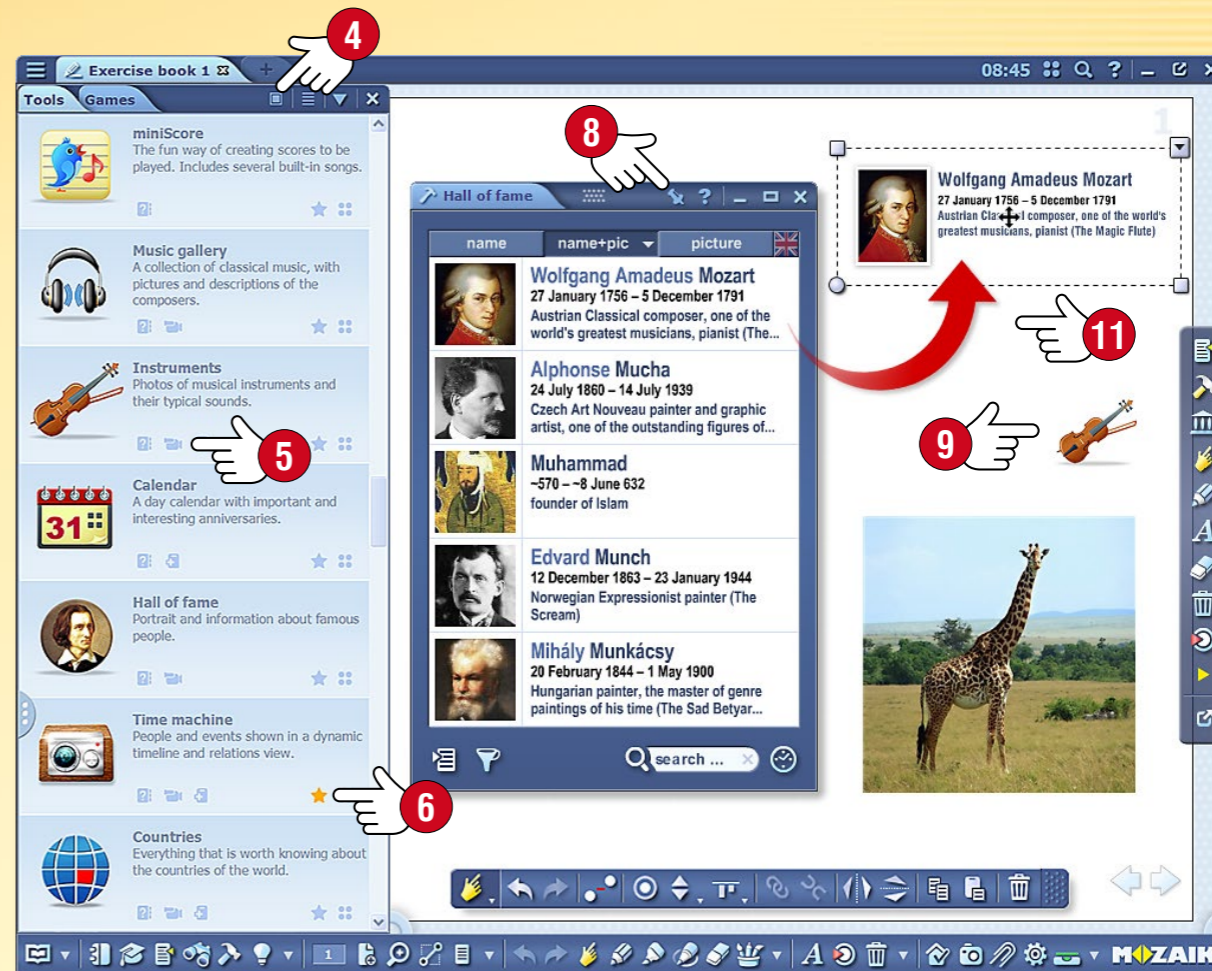 4
Exercise book 1
08:45
Tools
Games
miniScore
The fun way of creating scores to be
played. Includes several built-in songs.
Music gallery
A collection of classical music, with
pictures and descriptions of the
composers.
Instruments
Photos of musical instruments and
their typical sounds.
5
Calendar
A day calendar with important and
interesting anniversaries.
31
Hall of fame
Portrait and information about famous
people.
Time machine
People and events shown in a dynamic
timeline and relations view.
6
Countries
Everything that is worth knowing about
the countries of the world.
8
Hall of fame
name
name+pic
picture
Wolfgang Amadeus Mozart
27 January 1756 – 5 December 1791
Austrian Classical composer, one of the
world's greatest musicians, pianist (The...
Alphonse Mucha
24 July 1860 – 14 July 1939
Czech Art Nouveau painter and graphic
artist, one of the outstanding figures of...
Muhammad
~570 – ~8 June 632
founder of Islam
Edvard Munch
12 December 1863 – 23 January 1944
Norwegian Expressionist painter (The
Scream)
Mihály Munkácsy
20 February 1844 – 1 May 1900
Hungarian painter, the master of genre
paintings of his time (The Sad Betyar...
search ...
1
Wolfgang Amadeus Mozart
27 January 1756 – 5 December 1791
Austrian Classical composer, one of the world's
greatest musicians, pianist (The Magic Flute)
11
9
1
MOZAIK